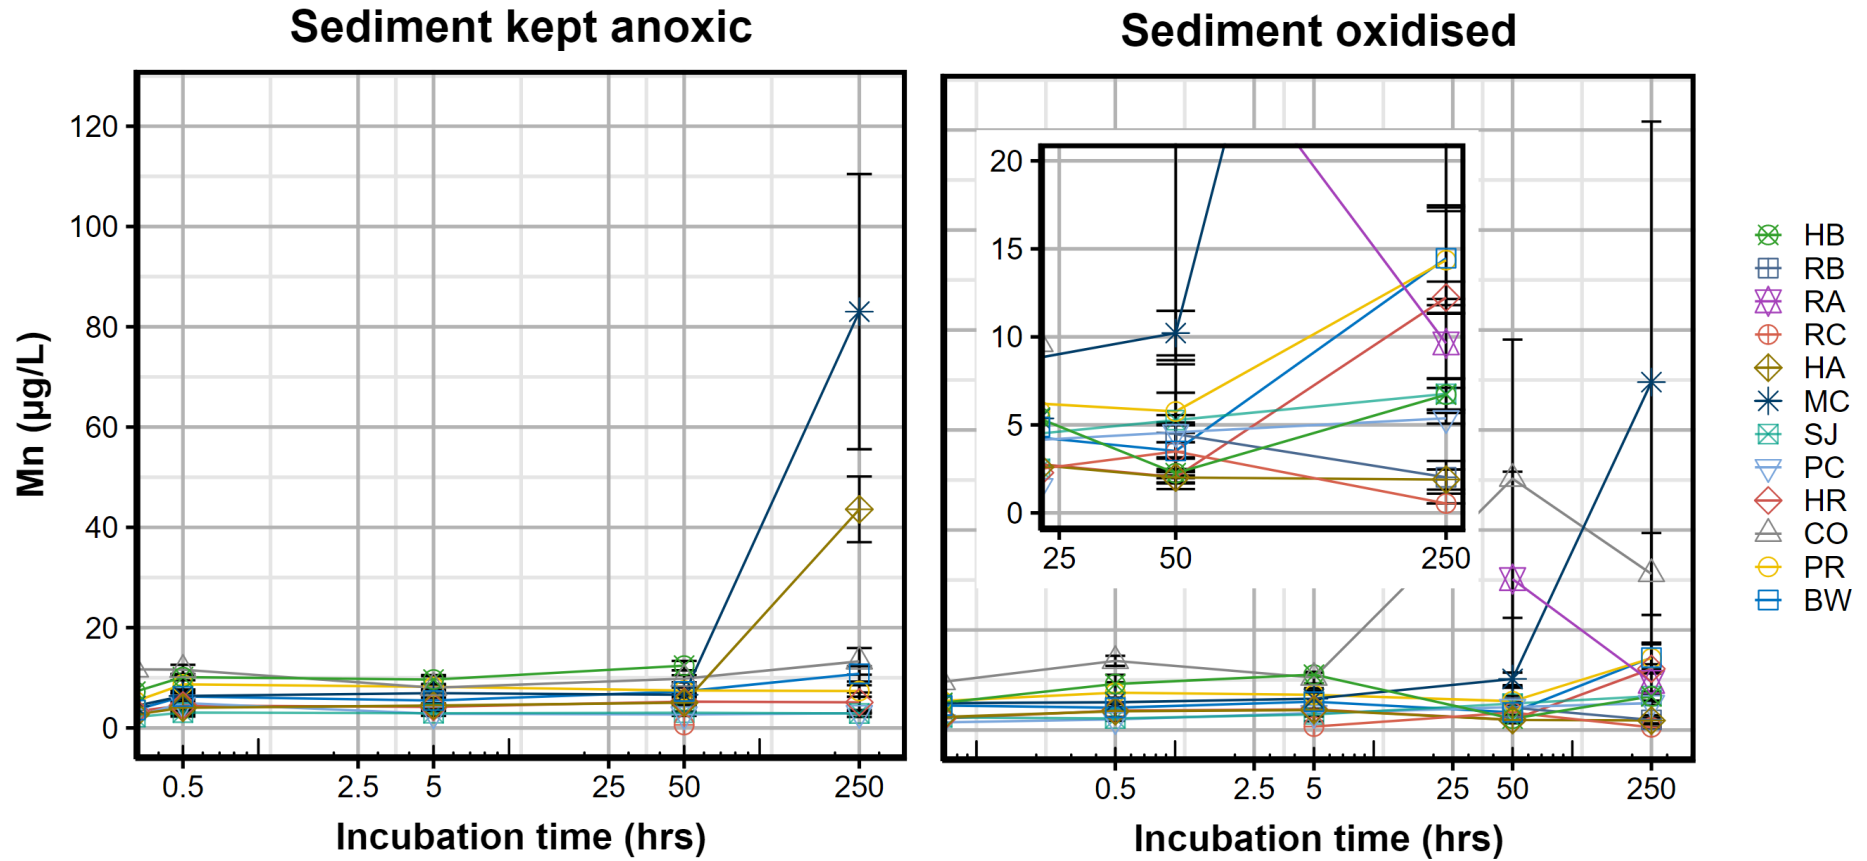 Sediment kept anoxic
Sediment oxidised
Mn (µg/L)
120
100
80
60
40
20
0
0.5 2.5 5 25 50 250
Incubation time (hrs)
20
15
10
5
0
25 50 250
0.5 2.5 5 25 50 250
Incubation time (hrs)
HB
RB
RA
RC
HA
MC
SJ
PC
HR
CO
PR
BW